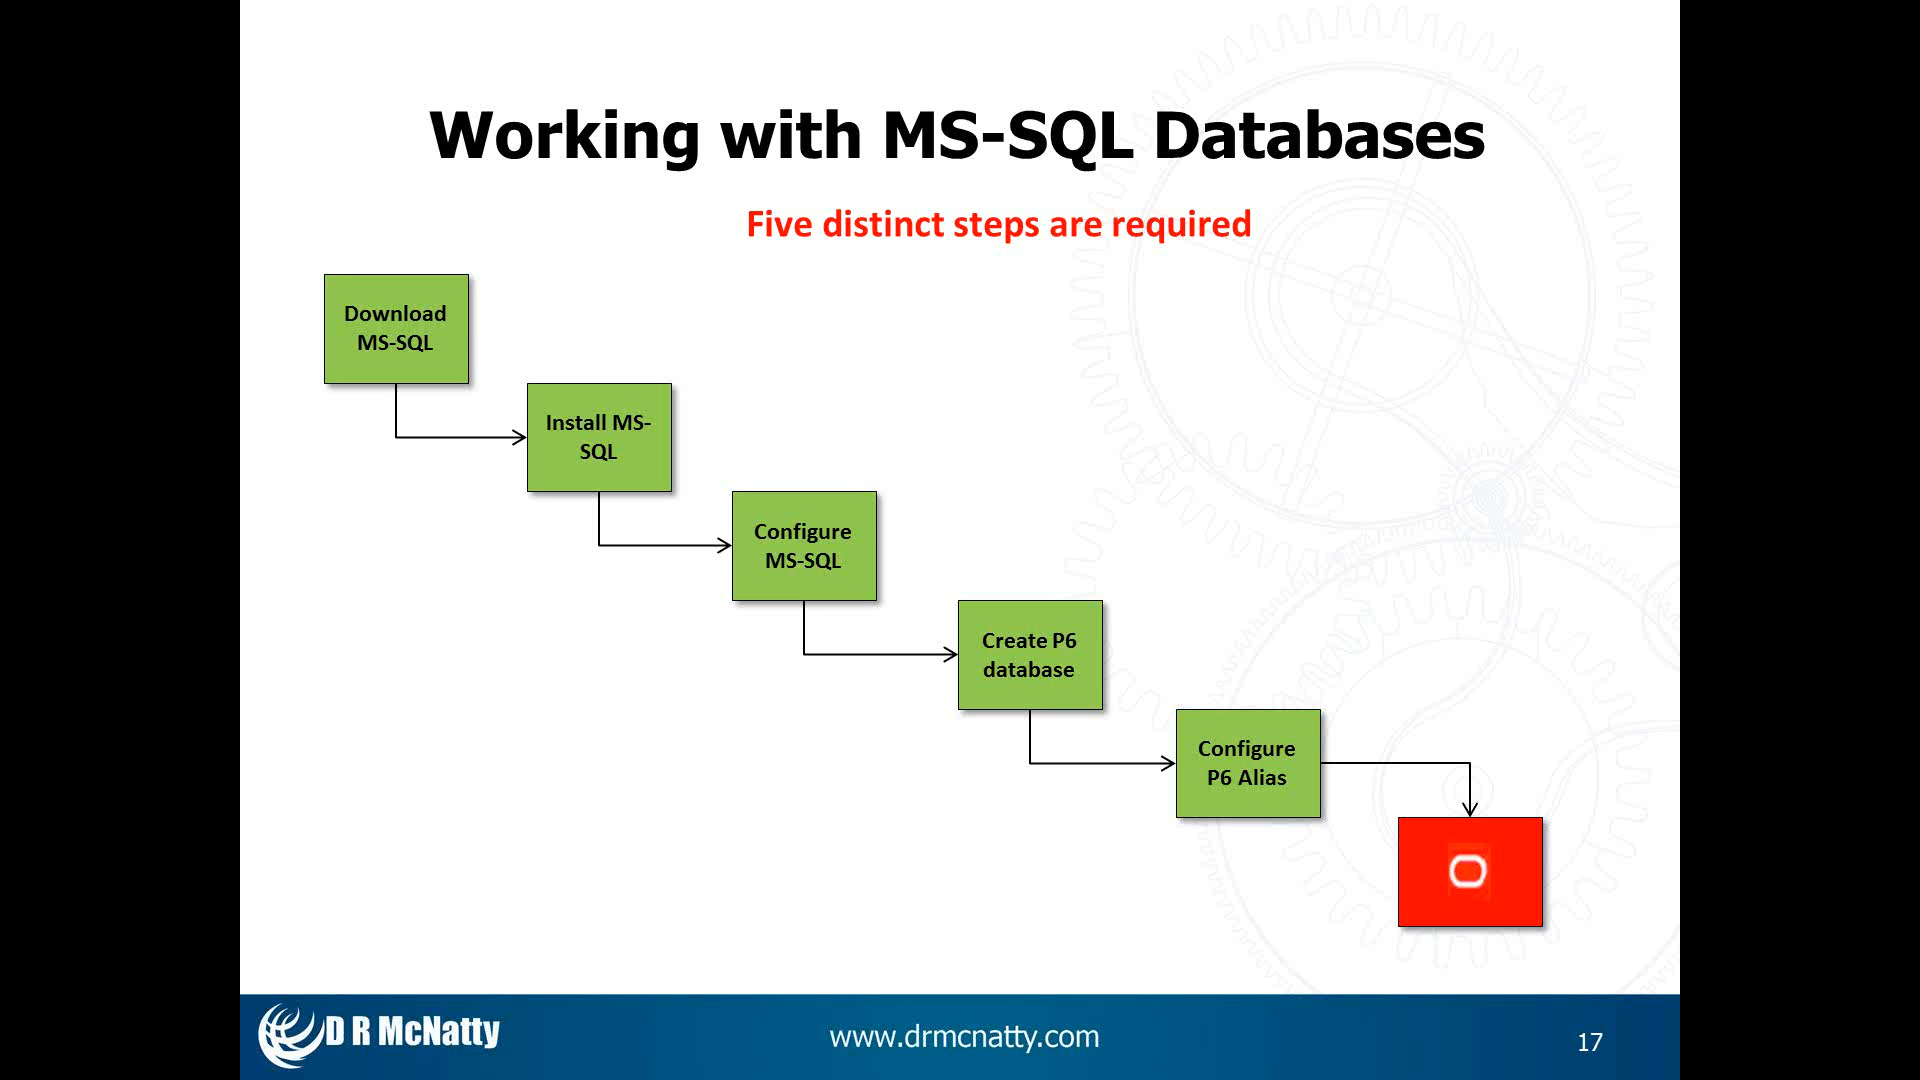 Working with MS-SQL Databases
Five distinct steps are required
Download
MS-SQL
Install MS-
SQL
Configure
MS-SQL
Create P6
database
Configure
P6 Alias
D R McNatty
www.drmcnatty.com
17